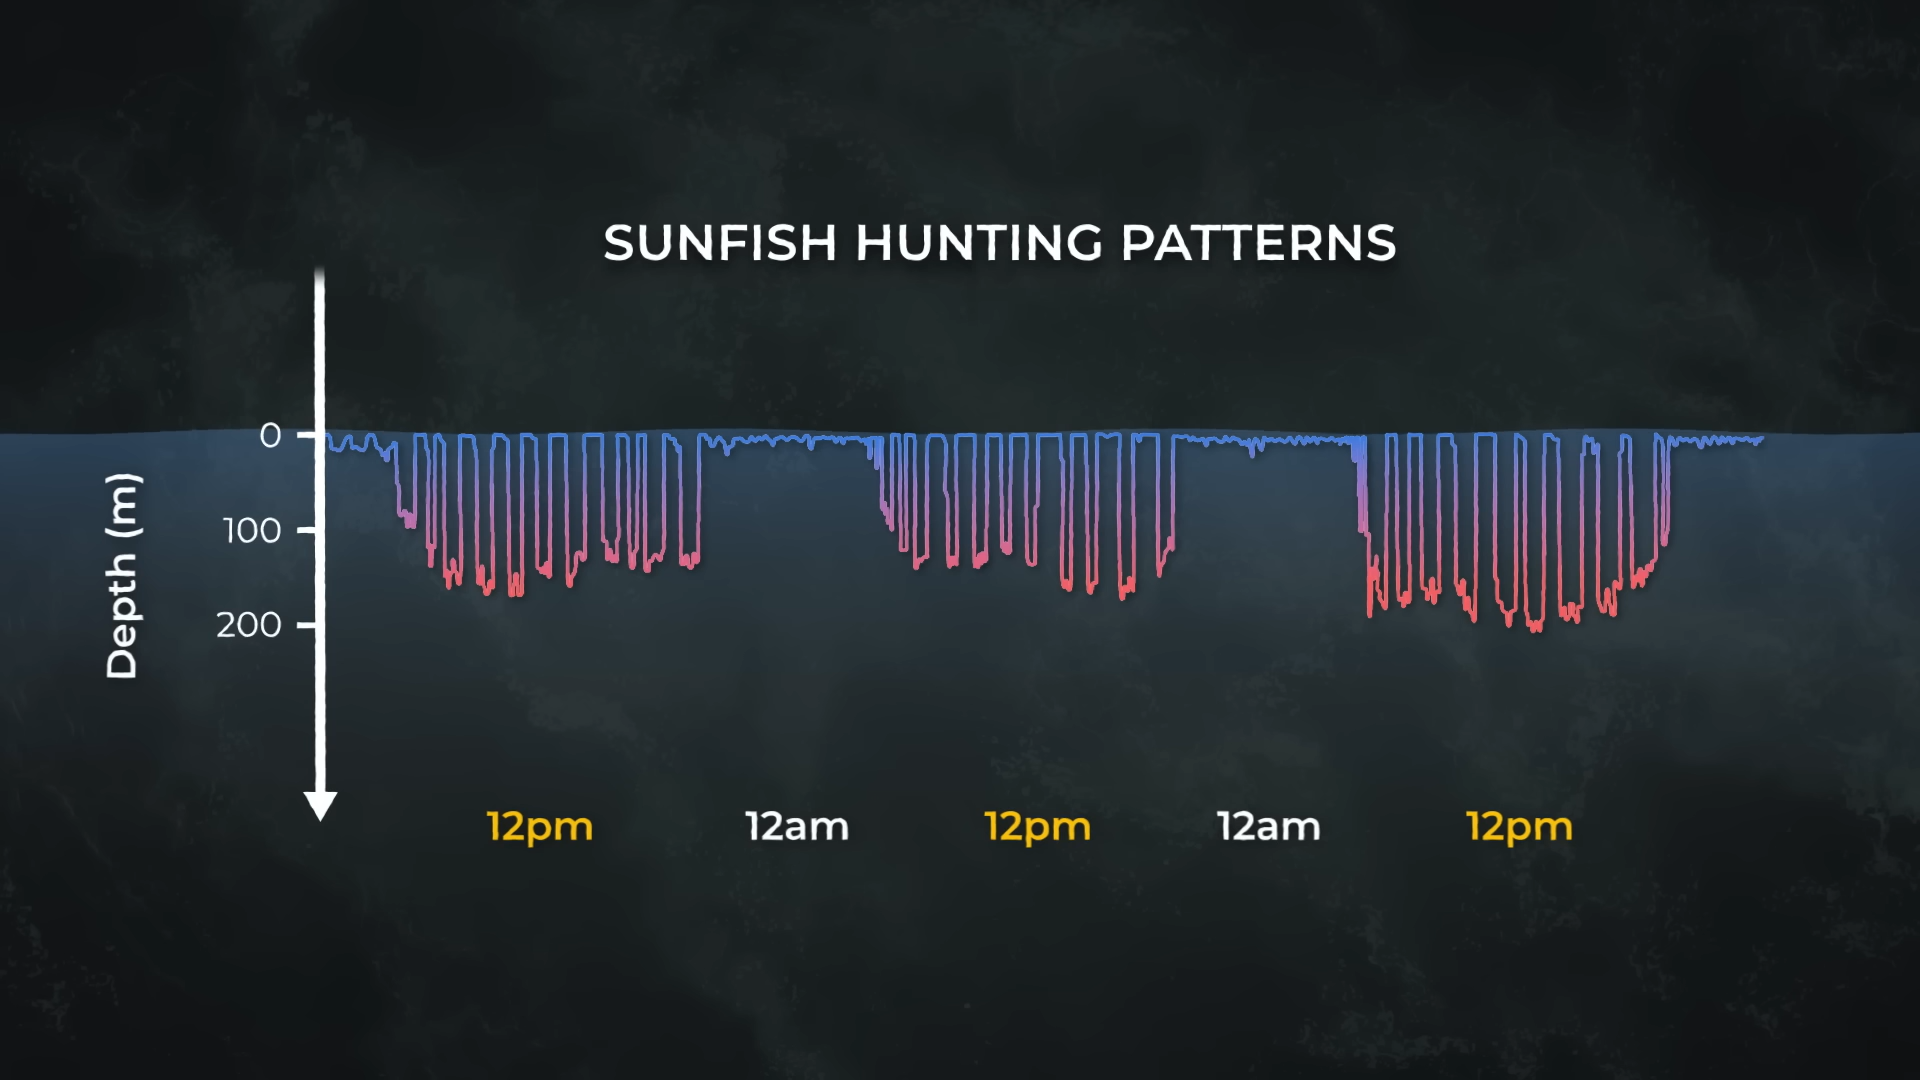 SUNFISH HUNTING PATTERNS
Depth (m)
0
100
200
12pm 12am 12pm 12am 12pm